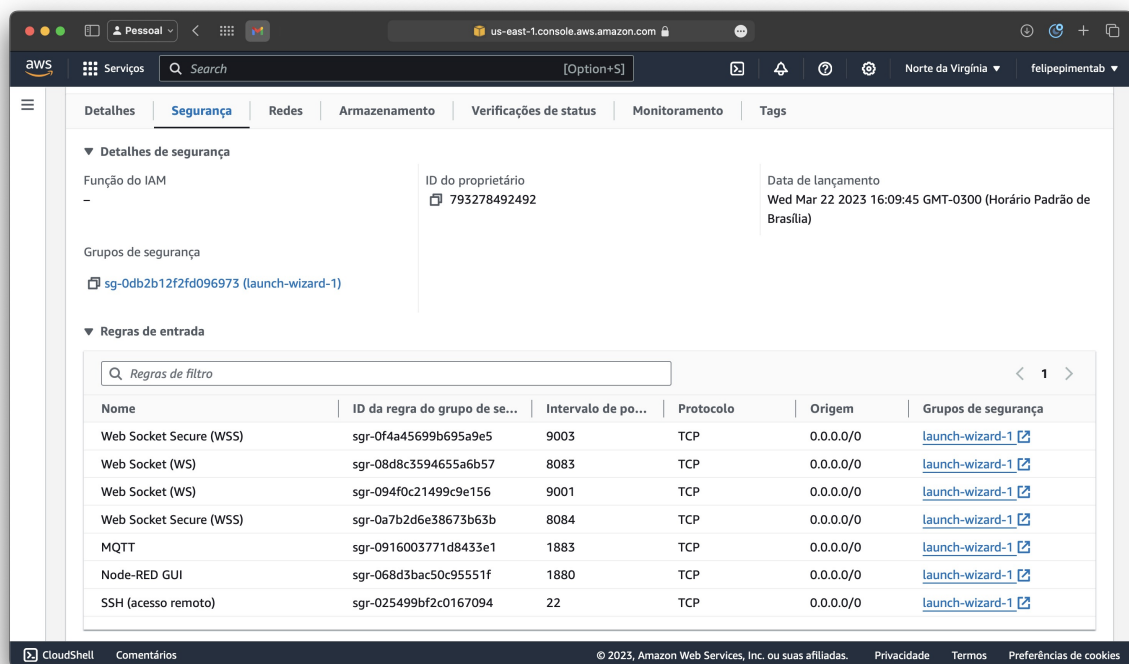 Pessoal
us-east-1.console.aws.amazon.com
aws Serviços Search [Option+S] Norte da Virgínia felipepimentab
Detalhes Segurança Redes Armazenamento Verificações de status Monitoramento Tags
Detalhes de segurança
Função do IAM ID do proprietário Data de lançamento
– 793278492492 Wed Mar 22 2023 16:09:45 GMT-0300 (Horário Padrão de
Brasília)
Grupos de segurança
sg-0db2b12f2fd096973 (launch-wizard-1)
Regras de entrada
Regras de filtro 1
Nome ID da regra do grupo de se... Intervalo de po... Protocolo Origem Grupos de segurança
Web Socket Secure (WSS) sgr-0f4a45699b695a9e5 9003 TCP 0.0.0.0/0 launch-wizard-1
Web Socket (WS) sgr-08d8c3594655a6b57 8083 TCP 0.0.0.0/0 launch-wizard-1
Web Socket (WS) sgr-094f0c21499c9e156 9001 TCP 0.0.0.0/0 launch-wizard-1
Web Socket Secure (WSS) sgr-0a7b2d6e38673b63b 8084 TCP 0.0.0.0/0 launch-wizard-1
MQTT sgr-0916003771d8433e1 1883 TCP 0.0.0.0/0 launch-wizard-1
Node-RED GUI sgr-068d3bac50c95551f 1880 TCP 0.0.0.0/0 launch-wizard-1
SSH (acesso remoto) sgr-025499bf2c0167094 22 TCP 0.0.0.0/0 launch-wizard-1
CloudShell Comentários © 2023, Amazon Web Services, Inc. ou suas afiliadas. Privacidade Termos Preferências de cookies